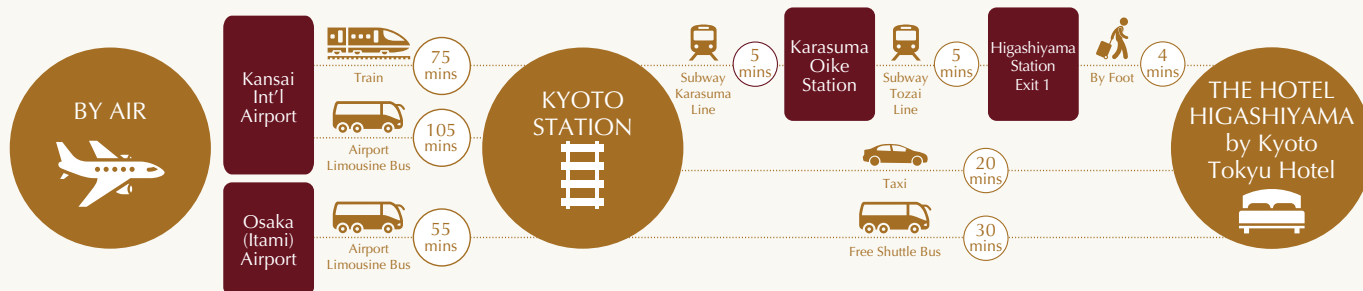 BY AIR
Kansai
Int'l
Airport
Train
75
mins
Airport
Limousine Bus
105
mins
Osaka
(Itami)
Airport
Airport
Limousine Bus
55
mins
KYOTO
STATION
Subway
Karasuma
Line
5
mins
Karasuma
Oike
Station
Subway
Tozai
Line
5
mins
Higashiyama
Station
Exit 1
By Foot
4
mins
Taxi
20
mins
Free Shuttle Bus
30
mins
THE HOTEL
HIGASHIYAMA
by Kyoto
Tokyu Hotel